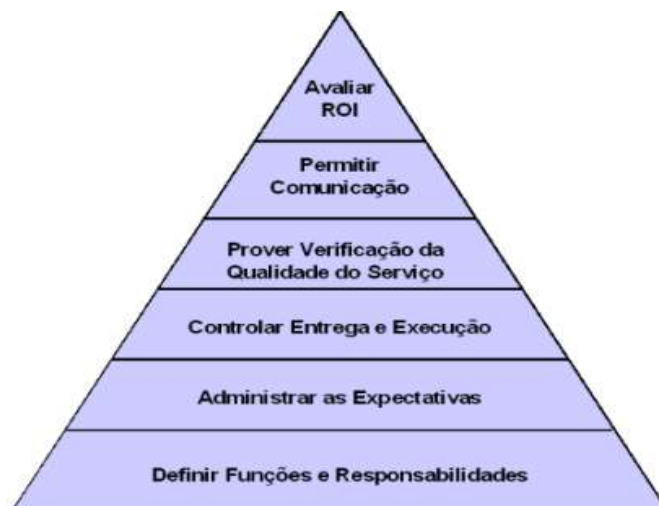 Avaliar
ROI
Permitir
Comunicação
Prover Verificação da
Qualidade do Serviço
Controlar Entrega e Execução
Administrar as Expectativas
Definir Funções e Responsabilidades